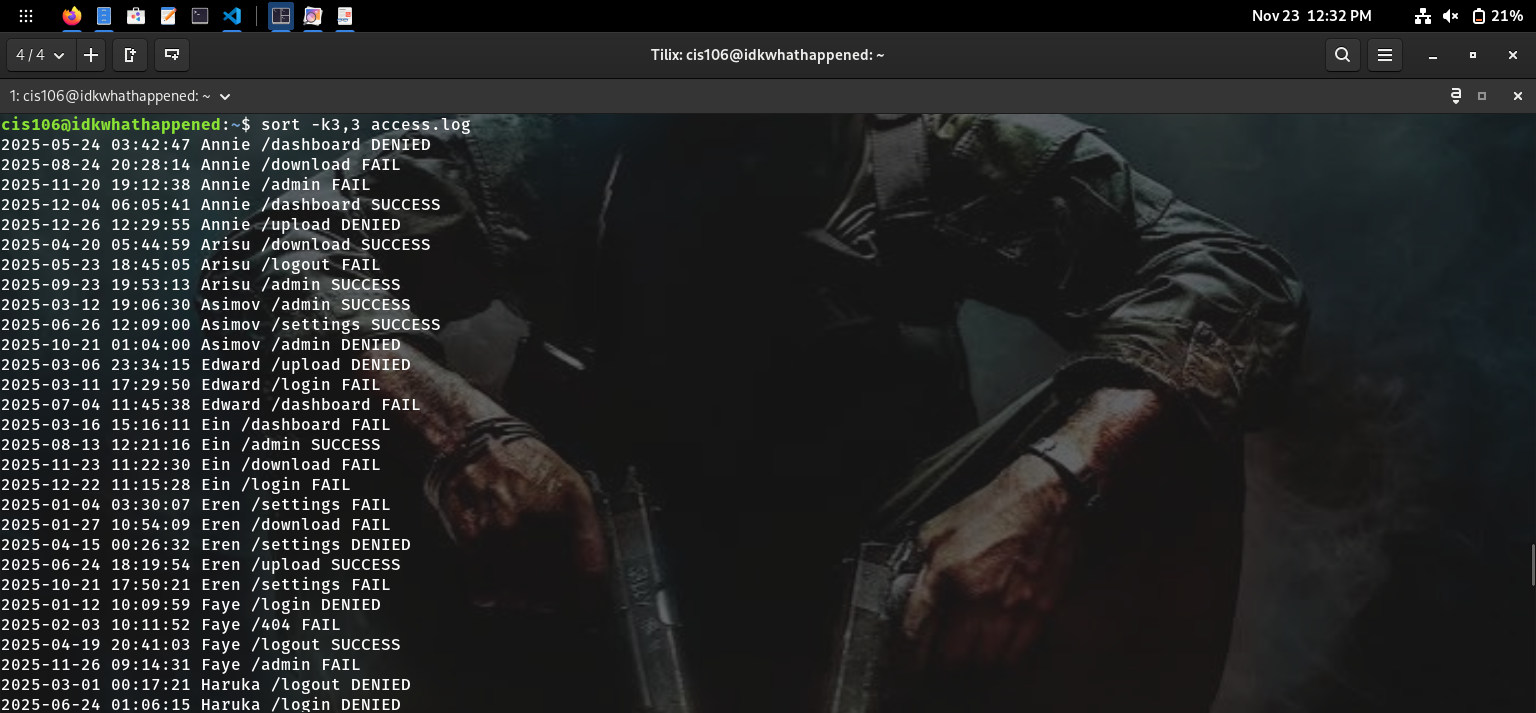 Nov 23 12:32 PM
21%
4 / 4
Tilix: cis106@idkwhathappened: ~
1: cis106@idkwhathappened: ~
cis106@idkwhathappened:~$ sort -k3,3 access.log
2025-05-24 03:42:47 Annie /dashboard DENIED
2025-08-24 20:28:14 Annie /download FAIL
2025-11-20 19:12:38 Annie /admin FAIL
2025-12-04 06:05:41 Annie /dashboard SUCCESS
2025-12-26 12:29:55 Annie /upload DENIED
2025-04-20 05:44:59 Arisu /download SUCCESS
2025-05-23 18:45:05 Arisu /logout FAIL
2025-09-23 19:53:13 Arisu /admin SUCCESS
2025-03-12 19:06:30 Asimov /admin SUCCESS
2025-06-26 12:09:00 Asimov /settings SUCCESS
2025-10-21 01:04:00 Asimov /admin DENIED
2025-03-06 23:34:15 Edward /upload DENIED
2025-03-11 17:29:50 Edward /login FAIL
2025-07-04 11:45:38 Edward /dashboard FAIL
2025-03-16 15:16:11 Ein /dashboard FAIL
2025-08-13 12:21:16 Ein /admin SUCCESS
2025-11-23 11:22:30 Ein /download FAIL
2025-12-22 11:15:28 Ein /login FAIL
2025-01-04 03:30:07 Eren /settings FAIL
2025-01-27 10:54:09 Eren /download FAIL
2025-04-15 00:26:32 Eren /settings DENIED
2025-06-24 18:19:54 Eren /upload SUCCESS
2025-10-21 17:50:21 Eren /settings FAIL
2025-01-12 10:09:59 Faye /login DENIED
2025-02-03 10:11:52 Faye /404 FAIL
2025-04-19 20:41:03 Faye /logout SUCCESS
2025-11-26 09:14:31 Faye /admin FAIL
2025-03-01 00:17:21 Haruka /logout DENIED
2025-06-24 01:06:15 Haruka /login DENIED